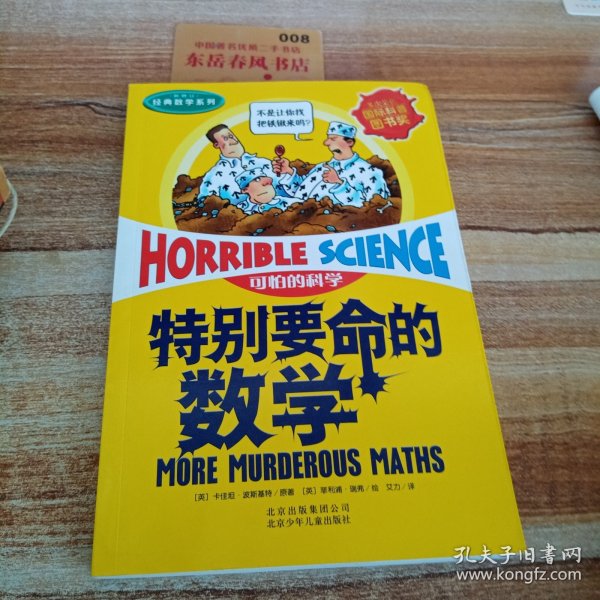 008
中国著名优质二手书店
东岳春风书店
经典数学系列
不是让你找
把铁锹来吗?
国际科普
图书奖
HORRIBLE SCIENCE
可怕的科学
特别要命的
数学
MORE MURDEROUS MATHS
[英] 卡佳坦·波斯基特/原著 [英] 菲利浦·瑞弗/绘 艾力/译
北京出版集团公司
北京少年儿童出版社
孔夫子旧书网
www.kongfz.com